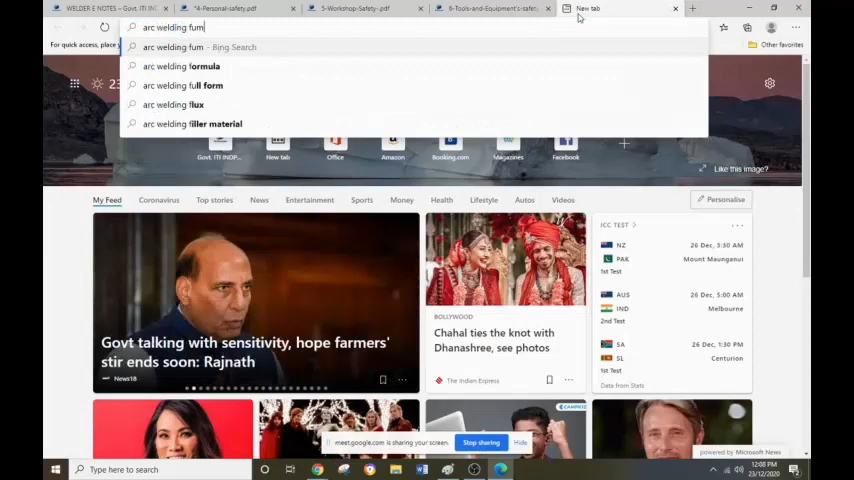 WELDER E NOTES – Govt. ITI INDP
*4-Personal-safety.pdf
5-Workshop-Safety-.pdf
6-Tools-and-Equipment's-safety
New tab
arc welding fum
For quick access, place y
Other favorites
arc welding fum - Bing Search
arc welding formula
arc welding full form
arc welding flux
arc welding filler material
23
Govt. ITI INDP...
New tab
Office
Amazon
Booking.com
Magazines
Facebook
Like this image?
My Feed
Coronavirus
Top stories
News
Entertainment
Sports
Money
Health
Lifestyle
Autos
Videos
Personalise
Govt talking with sensitivity, hope farmers'
stir ends soon: Rajnath
News18
BOLLYWOOD
Chahal ties the knot with
Dhanashree, see photos
The Indian Express
ICC TEST
NZ 26 Dec, 3:30 AM
PAK Mount Maunganui
1st Test
AUS 26 Dec, 5:00 AM
IND Melbourne
2nd Test
SA 26 Dec, 1:30 PM
SL Centurion
1st Test
Data from Stats
CAMPKIZ
meet.google.com is sharing your screen.
Stop sharing
Hide
powered by Microsoft News
Type here to search
12:08 PM
23/12/2020